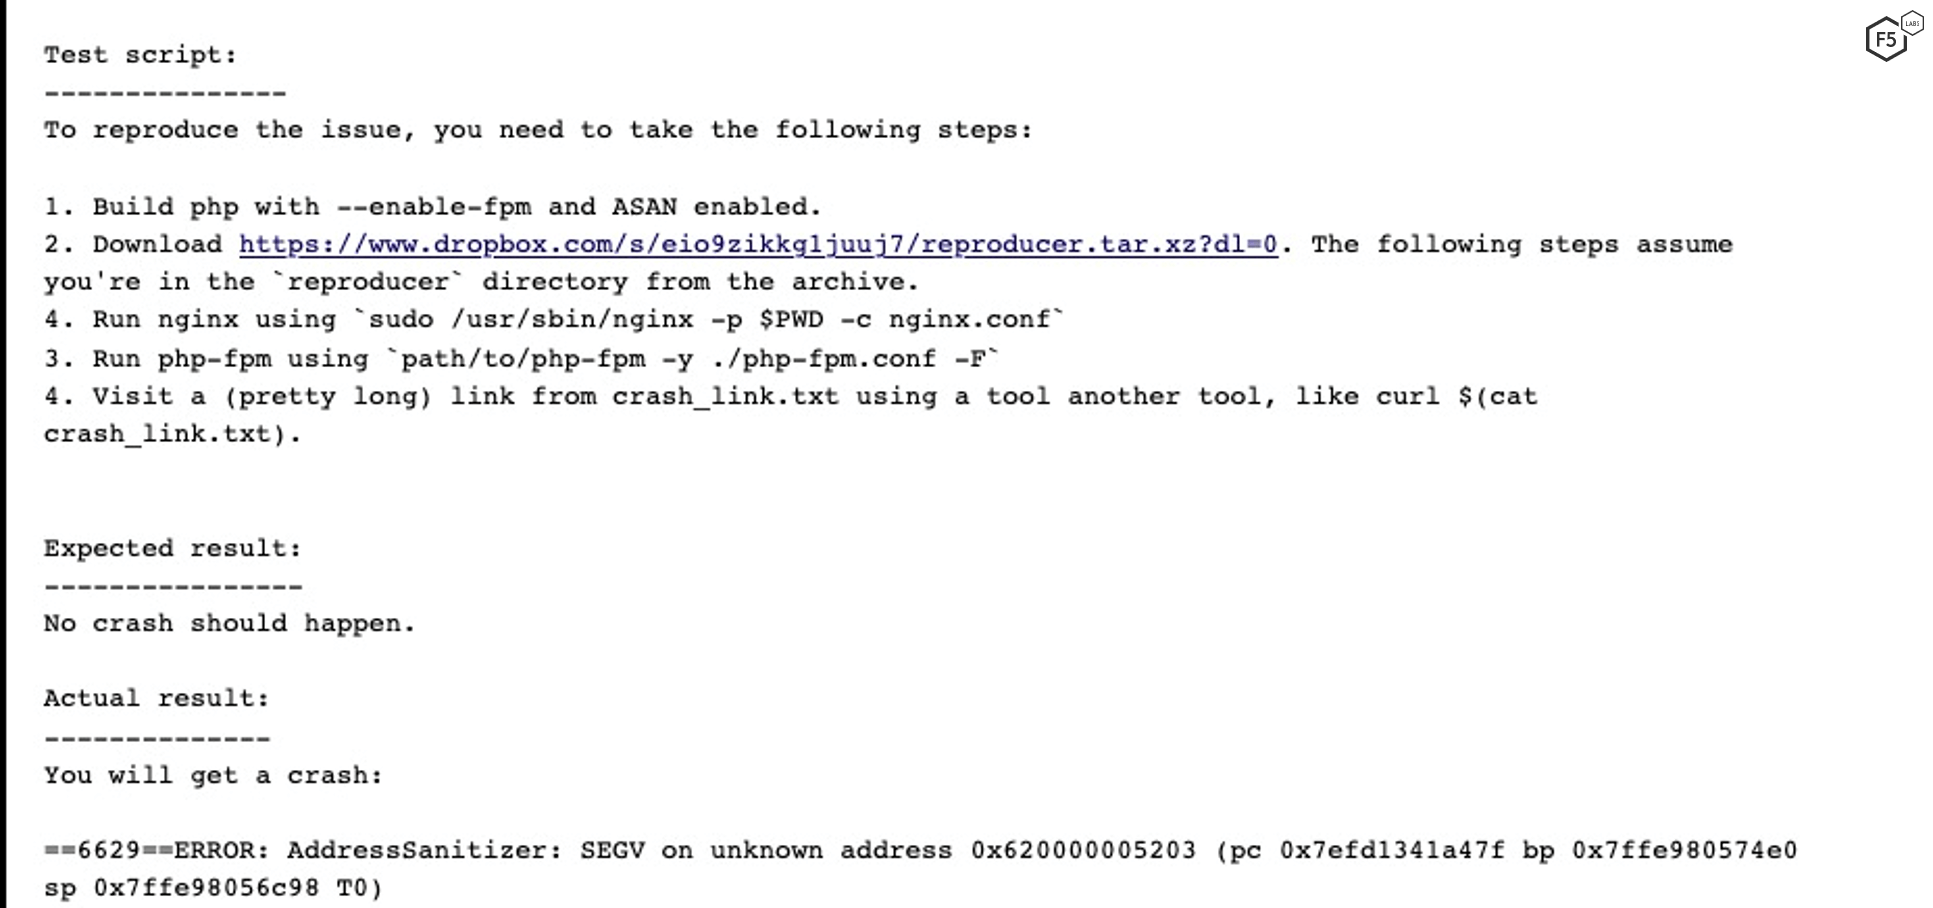 F5 LABS
Test script:
---------------
To reproduce the issue, you need to take the following steps:
1. Build php with --enable-fpm and ASAN enabled.
2. Download https://www.dropbox.com/s/eio9zikkg1juuj7/reproducer.tar.xz?dl=0. The following steps assume
you're in the `reproducer` directory from the archive.
4. Run nginx using `sudo /usr/sbin/nginx -p $PWD -c nginx.conf`
3. Run php-fpm using `path/to/php-fpm -y ./php-fpm.conf -F`
4. Visit a (pretty long) link from crash_link.txt using a tool another tool, like curl $(cat
crash_link.txt).
Expected result:
----------------
No crash should happen.
Actual result:
--------------
You will get a crash:
==6629==ERROR: AddressSanitizer: SEGV on unknown address 0x620000005203 (pc 0x7efd1341a47f bp 0x7ffe980574e0
sp 0x7ffe98056c98 T0)